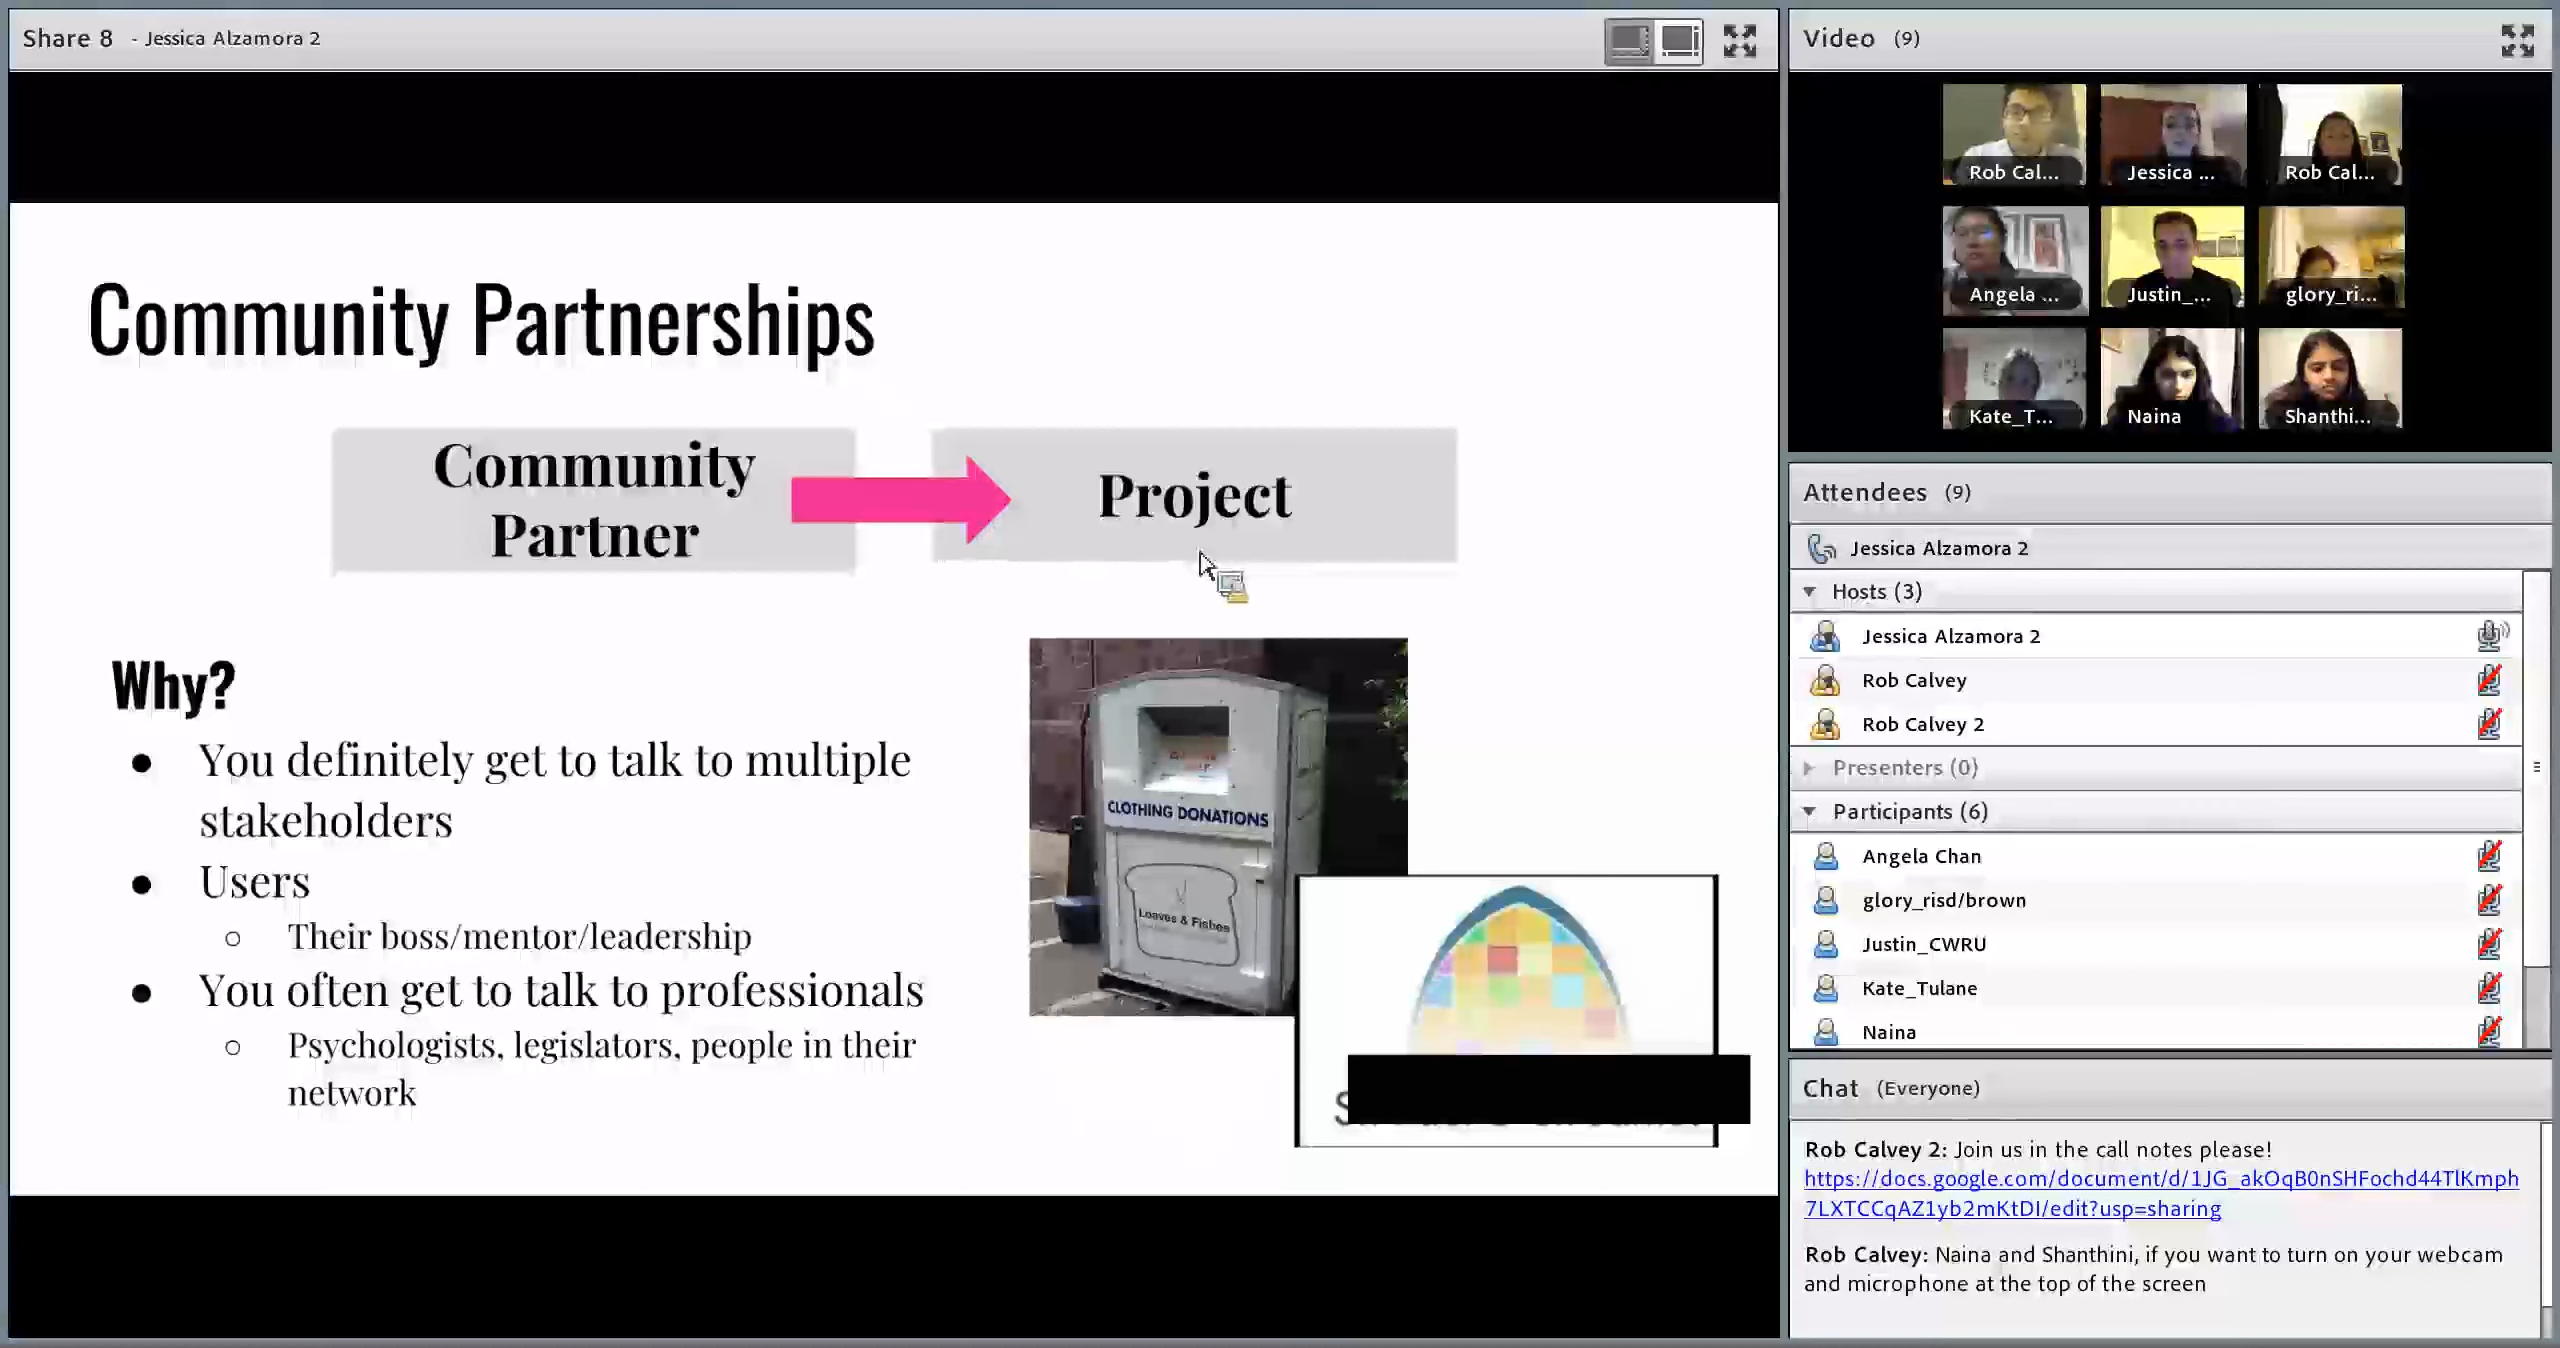 Share 8 - Jessica Alzamora 2
Community Partnerships
Community
Partner
Project
Why?
● You definitely get to talk to multiple
stakeholders
● Users
○ Their boss/mentor/leadership
● You often get to talk to professionals
○ Psychologists, legislators, people in their
network
CLOTHING DONATIONS
Loaves & Fishes
Video (9)
Rob Cal...
Jessica ...
Rob Cal...
Angela ...
Justin_...
glory_ri...
Kate_T...
Naina
Shanthi...
Attendees (9)
Jessica Alzamora 2
Hosts (3)
Jessica Alzamora 2
Rob Calvey
Rob Calvey 2
Presenters (0)
Participants (6)
Angela Chan
glory_risd/brown
Justin_CWRU
Kate_Tulane
Naina
Chat (Everyone)
Rob Calvey 2: Join us in the call notes please!
https://docs.google.com/document/d/1JG_akOqB0nSHFochd44TlKmph
7LXTCCqAZ1yb2mKtDI/edit?usp=sharing
Rob Calvey: Naina and Shanthini, if you want to turn on your webcam
and microphone at the top of the screen